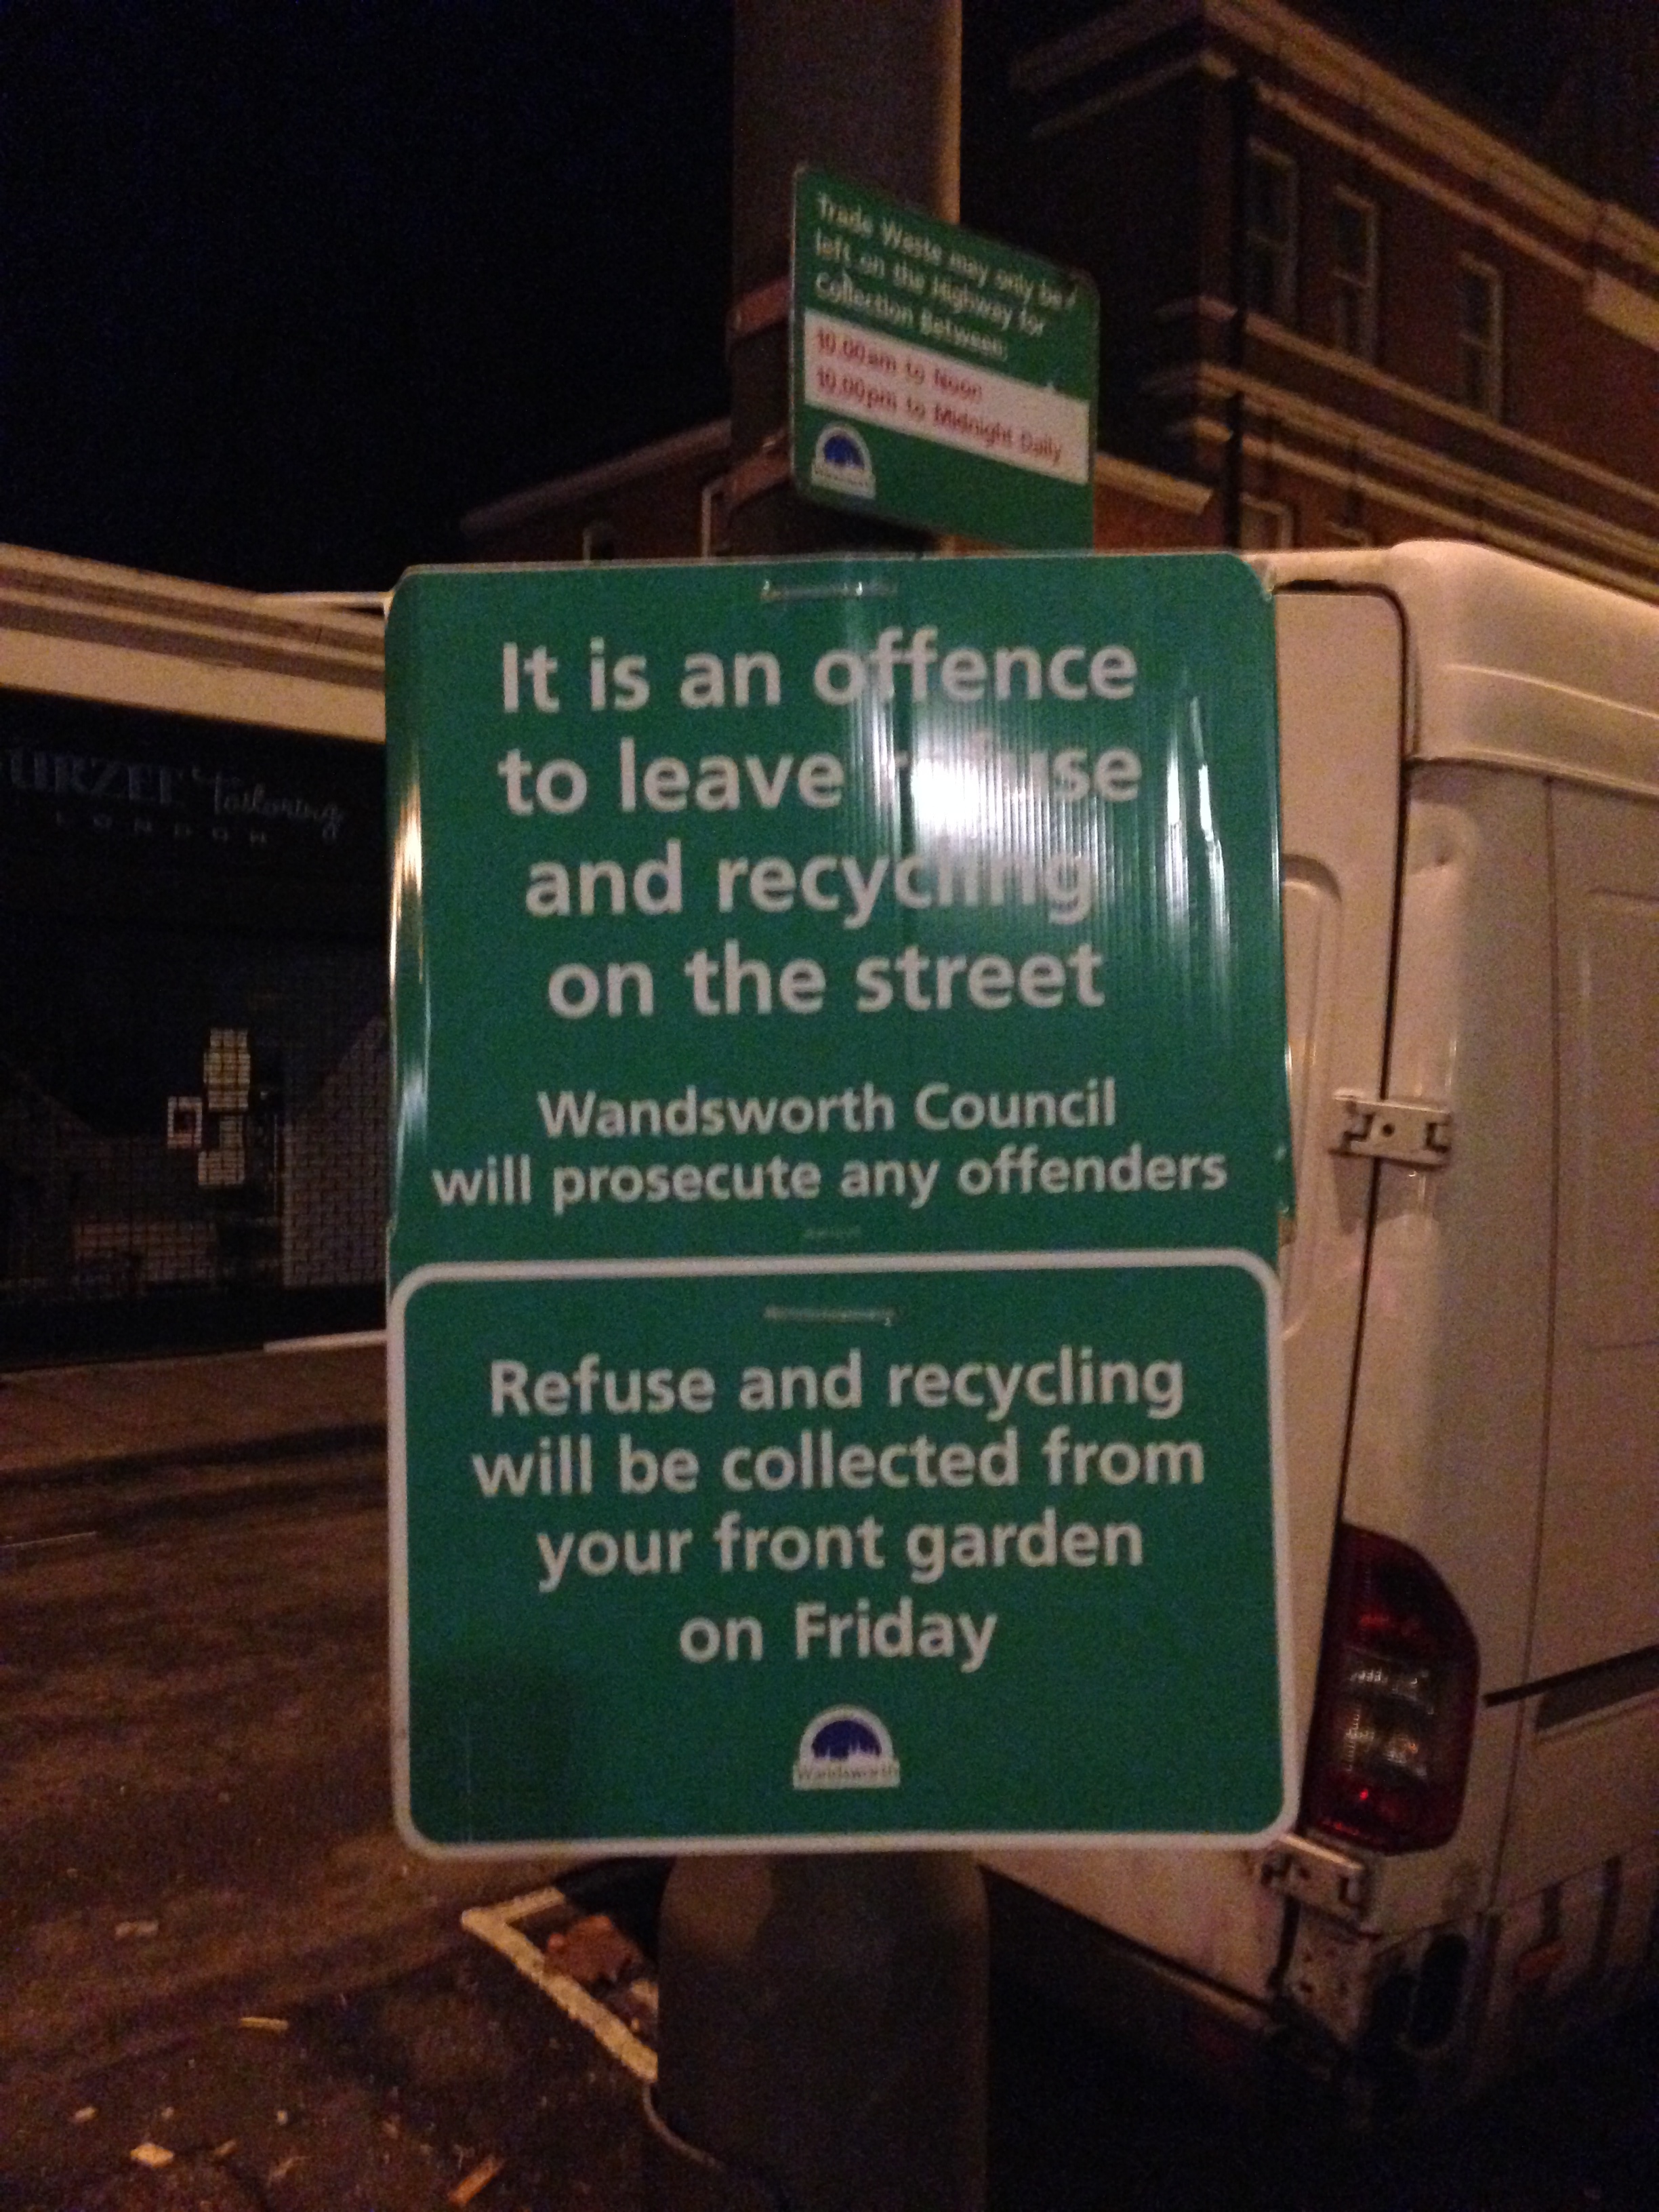 Trade Waste may only be
left on the Highway for
Collection Between:
10.00am to Noon
10.00pm to Midnight Daily
It is an offence
to leave refuse
and recycling
on the street
Wandsworth Council
will prosecute any offenders
Refuse and recycling
will be collected from
your front garden
on Friday
Wandsworth
Tailoring
LONDON